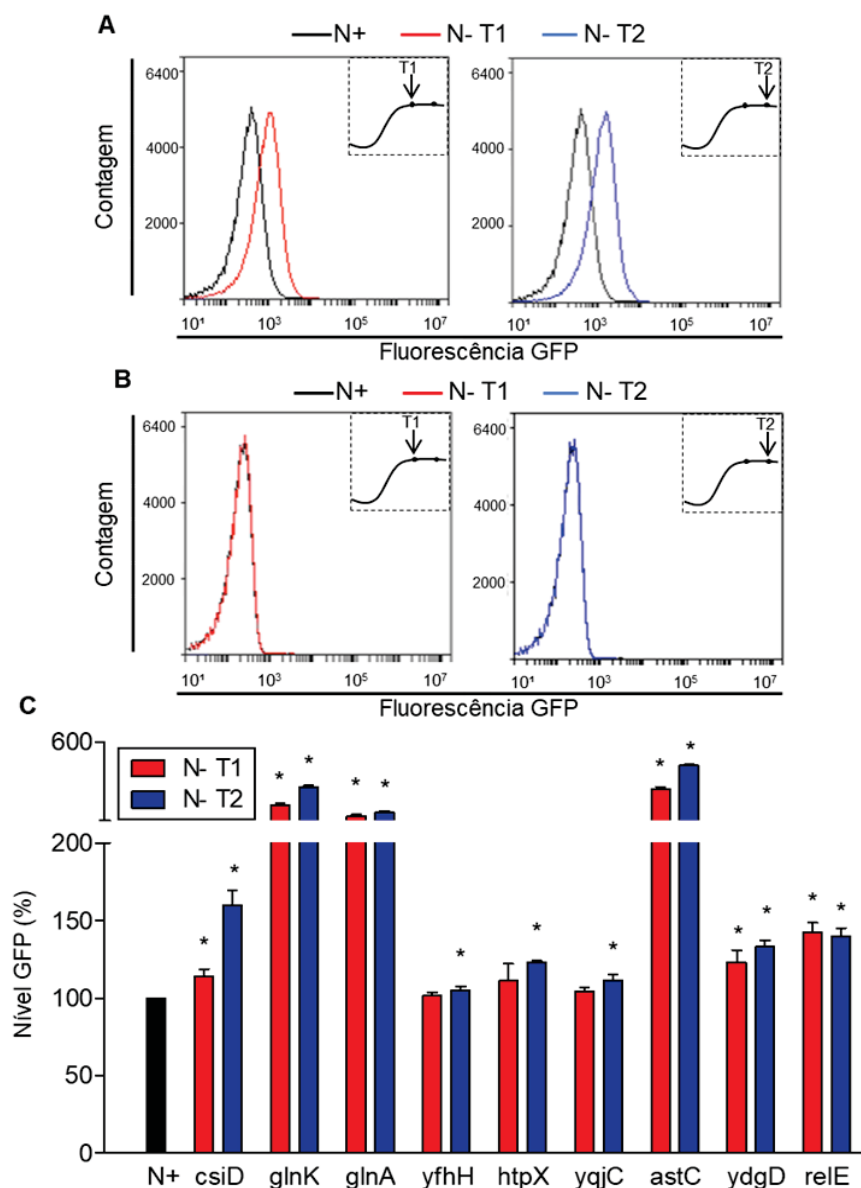 A
N+ N- T1 N- T2
Contagem
6400
4000
2000
10¹ 10³ 10⁵ 10⁷
T1
6400
4000
2000
10¹ 10³ 10⁵ 10⁷
T2
Fluorescência GFP
B
N+ N- T1 N- T2
Contagem
6400
4000
2000
10¹ 10³ 10⁵ 10⁷
T1
6400
4000
2000
10¹ 10³ 10⁵ 10⁷
T2
Fluorescência GFP
C
Nível GFP (%)
600
200
150
100
50
0
N- T1
N- T2
* * * * * * * * * * * * * * *
N+ csiD glnK glnA yfhH htpX yqjC astC ydgD relE